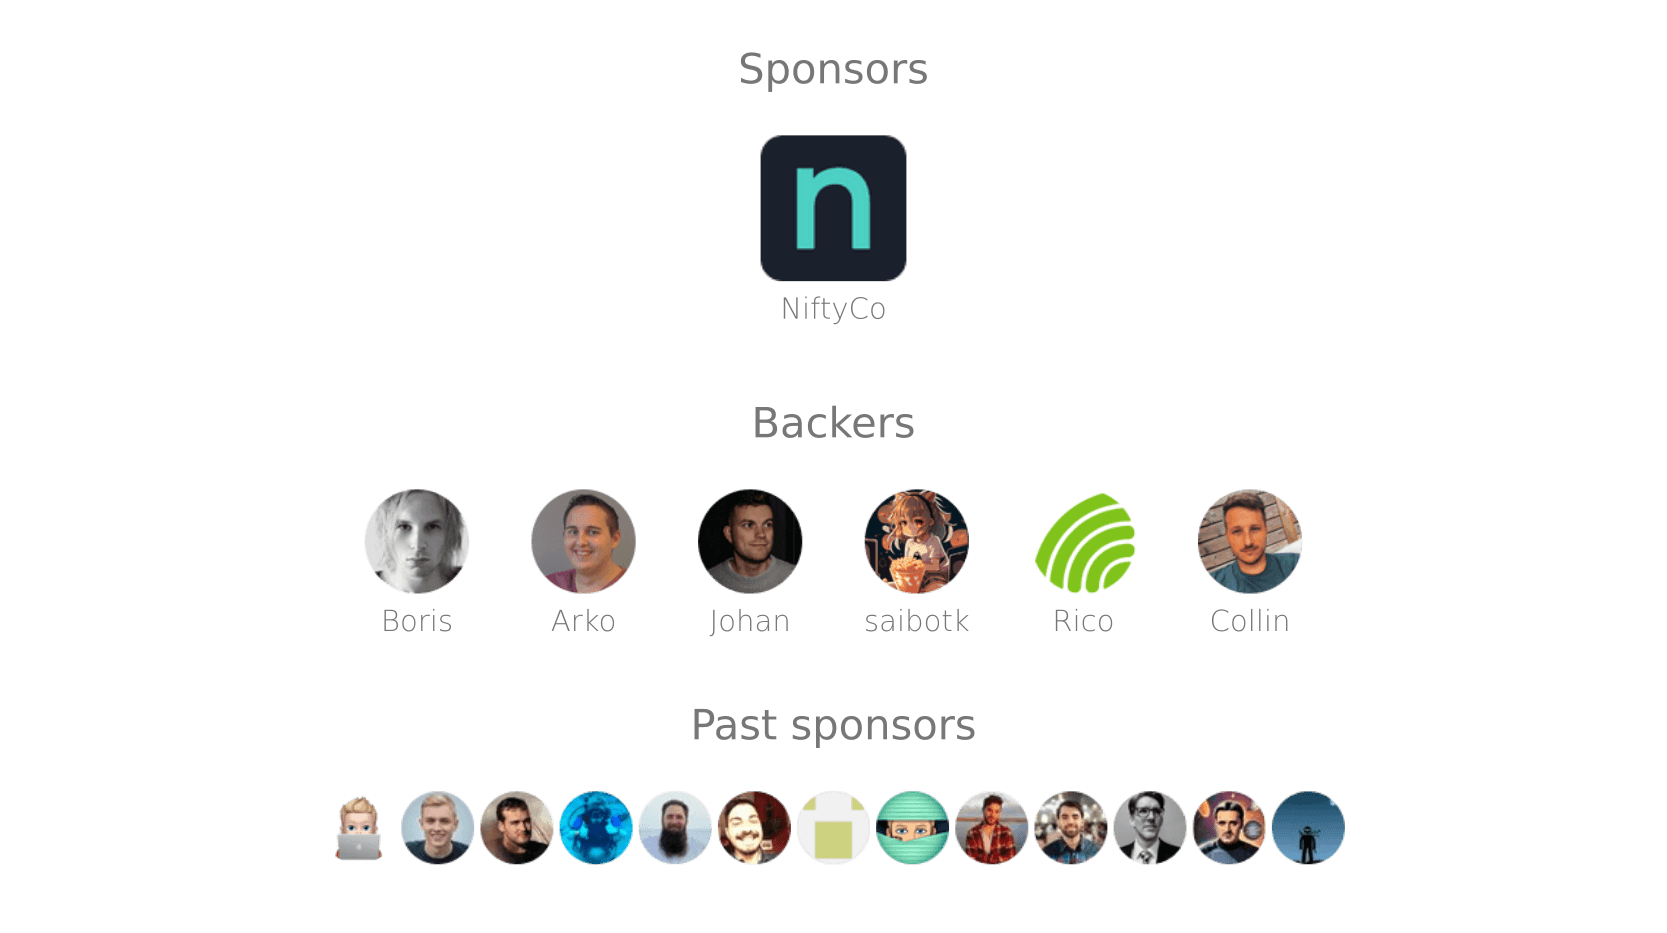 Sponsors
n
NiftyCo
Backers
Boris Arko Johan saibotk Rico Collin
Past sponsors